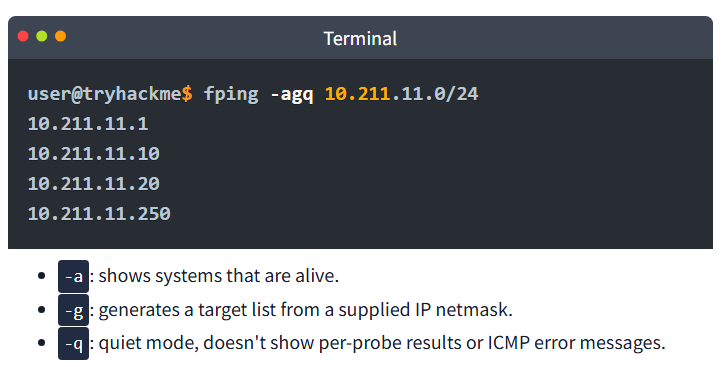 Terminal
user@tryhackme$ fping -agq 10.211.11.0/24
10.211.11.1
10.211.11.10
10.211.11.20
10.211.11.250
-a: shows systems that are alive.
-g: generates a target list from a supplied IP netmask.
-q: quiet mode, doesn't show per-probe results or ICMP error messages.